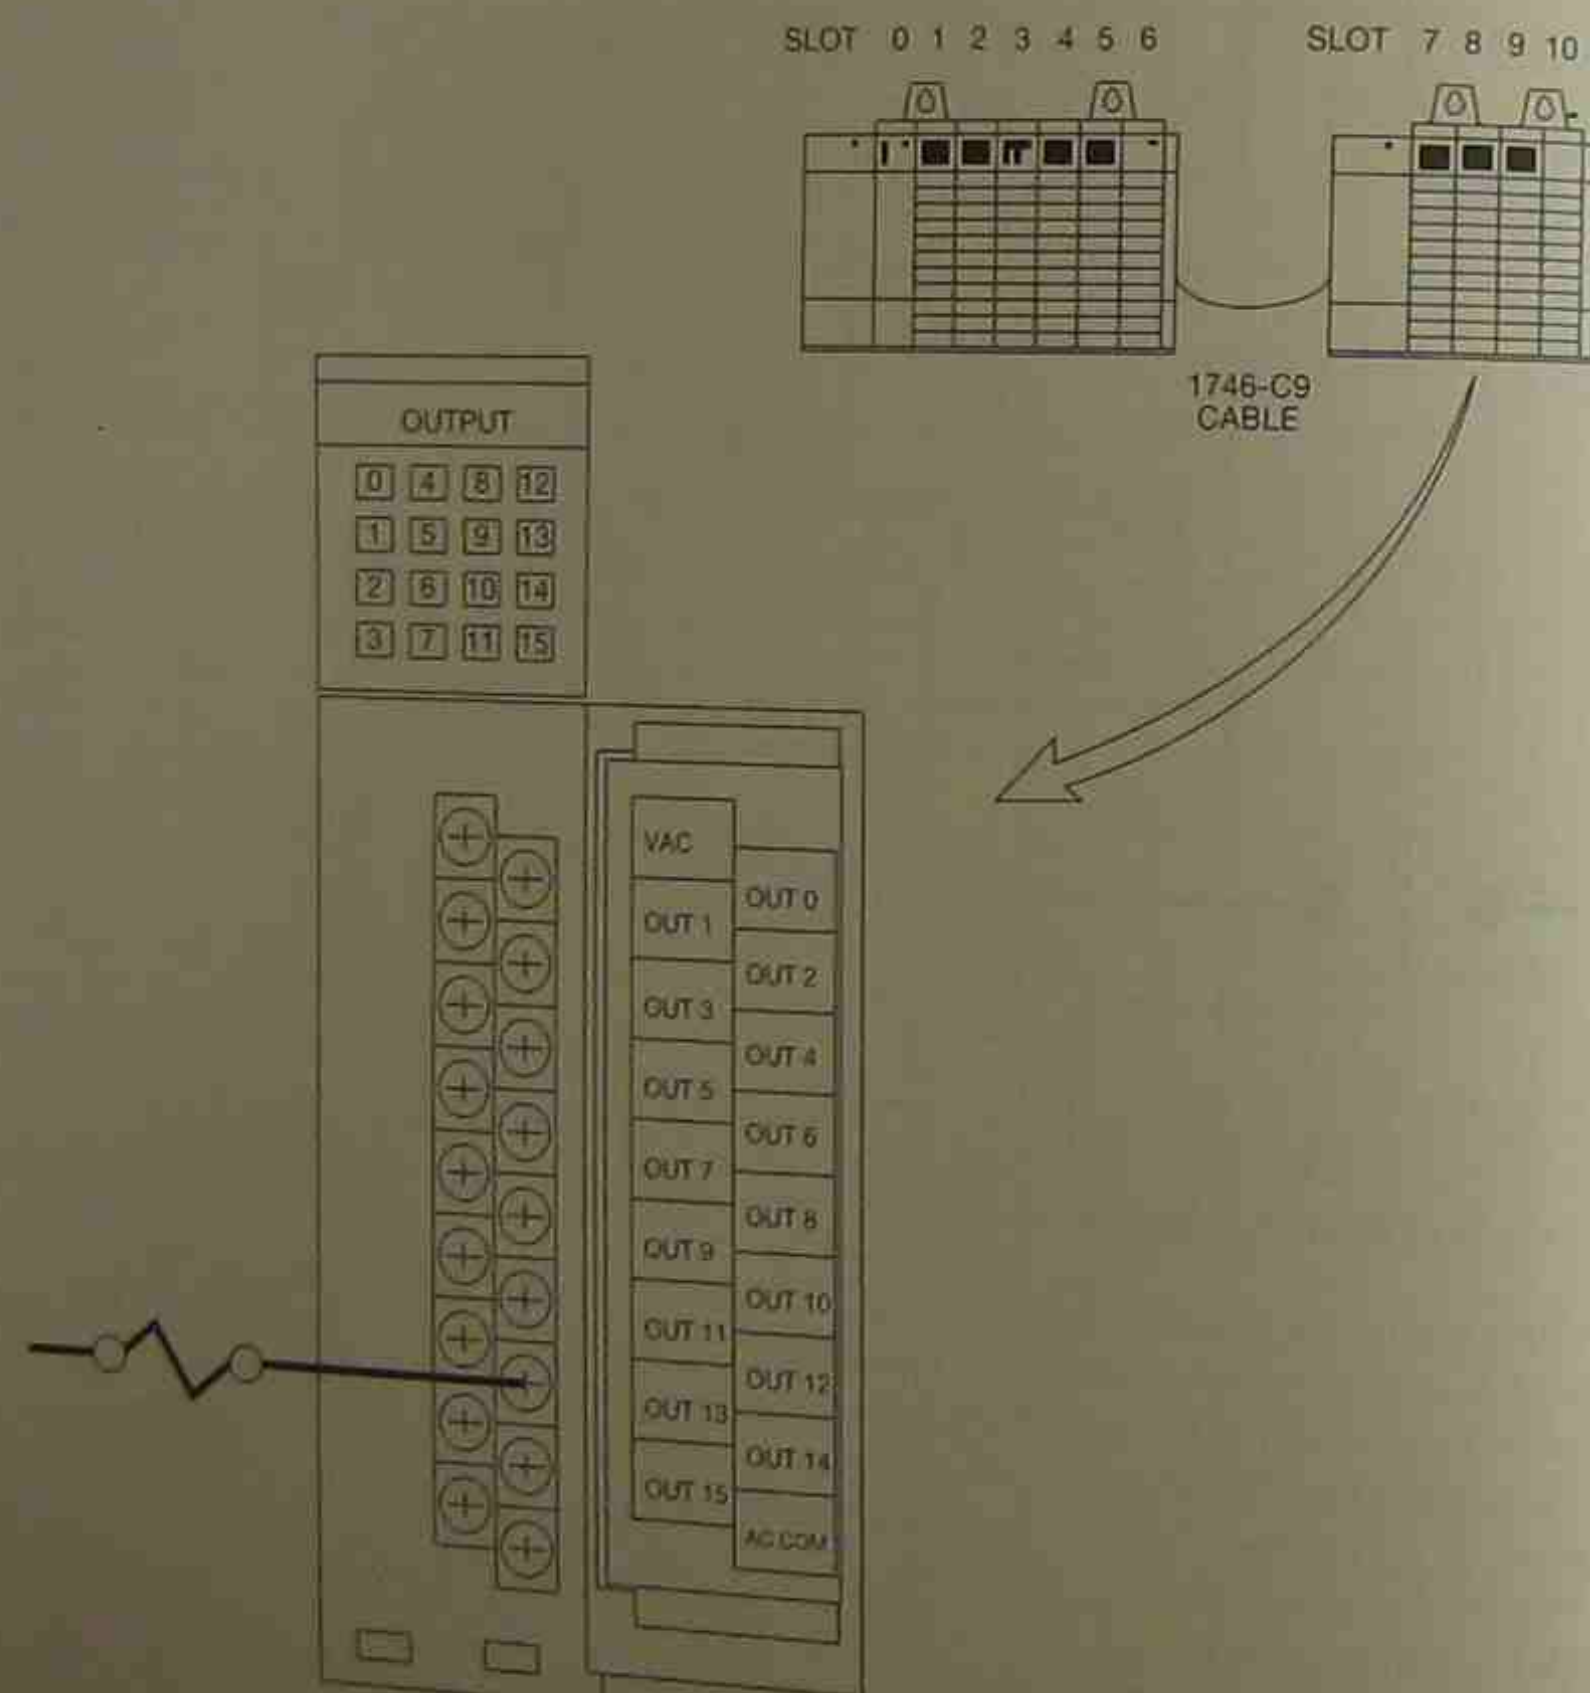 SLOT 0 1 2 3 4 5 6
SLOT 7 8 9 10
1746-C9
CABLE
OUTPUT
0 4 8 12
1 5 9 13
2 6 10 14
3 7 11 15
VAC
OUT 0
OUT 1
OUT 2
OUT 3
OUT 4
OUT 5
OUT 6
OUT 7
OUT 8
OUT 9
OUT 10
OUT 11
OUT 12
OUT 13
OUT 14
OUT 15
AC COM